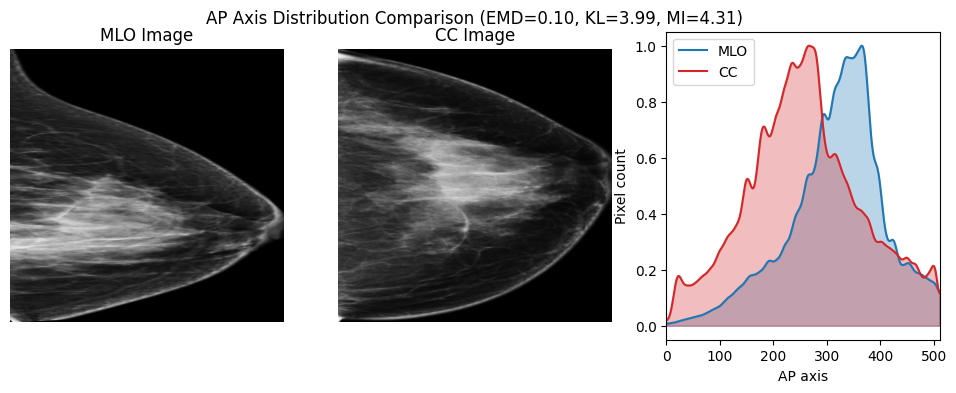 AP Axis Distribution Comparison (EMD=0.10, KL=3.99, MI=4.31)
MLO Image
CC Image
MLO
CC
Pixel count
1.0
0.8
0.6
0.4
0.2
0.0
0 100 200 300 400 500
AP axis